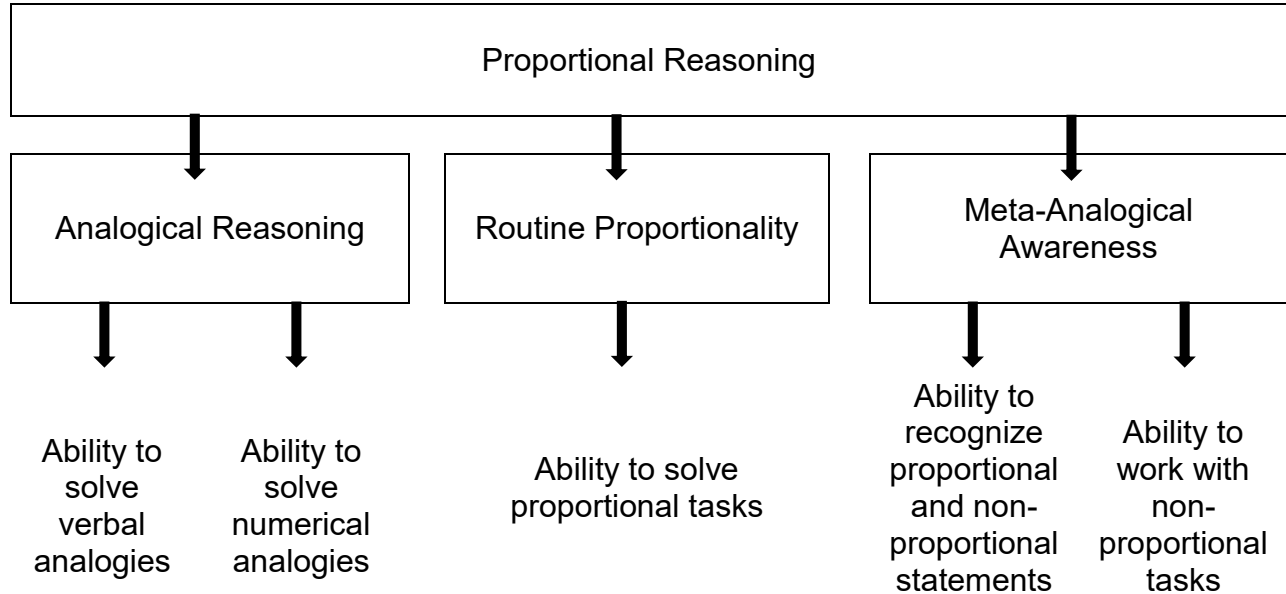 Proportional Reasoning
Analogical Reasoning
Routine Proportionality
Meta-Analogical
Awareness
Ability to
solve
verbal
analogies
Ability to
solve
numerical
analogies
Ability to solve
proportional tasks
Ability to
recognize
proportional
and non-
proportional
statements
Ability to
work with
non-
proportional
tasks